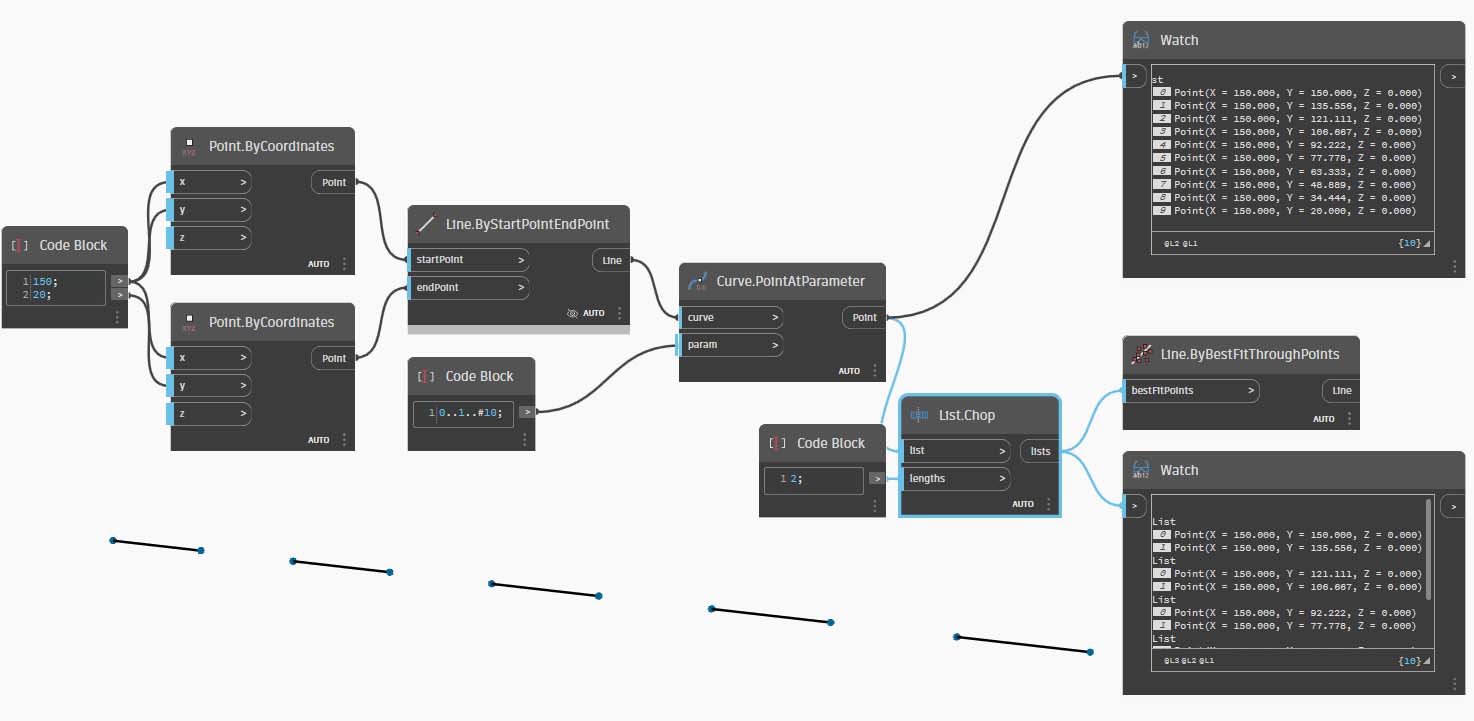 Watch
>
>
st
0 Point(X = 150.000, Y = 150.000, Z = 0.000)
1 Point(X = 150.000, Y = 135.556, Z = 0.000)
2 Point(X = 150.000, Y = 121.111, Z = 0.000)
3 Point(X = 150.000, Y = 106.667, Z = 0.000)
4 Point(X = 150.000, Y = 92.222, Z = 0.000)
5 Point(X = 150.000, Y = 77.778, Z = 0.000)
6 Point(X = 150.000, Y = 63.333, Z = 0.000)
7 Point(X = 150.000, Y = 48.889, Z = 0.000)
8 Point(X = 150.000, Y = 34.444, Z = 0.000)
9 Point(X = 150.000, Y = 20.000, Z = 0.000)
@L2 @L1 {10}
XYZ Point.ByCoordinates
x > Point
y >
z >
AUTO
[ ] Code Block
1 150; >
2 20; >
XYZ Point.ByCoordinates
x > Point
y >
z >
AUTO
Line.ByStartPointEndPoint
startPoint > Line
endPoint >
AUTO
[ ] Code Block
1 0..1..#10; >
Curve.PointAtParameter
curve > Point
param >
AUTO
[ ] Code Block
1 2; >
List.Chop
list > lists
lengths >
AUTO
Line.ByBestFitThroughPoints
bestFitPoints > Line
AUTO
Watch
>
>
List
0 Point(X = 150.000, Y = 150.000, Z = 0.000)
1 Point(X = 150.000, Y = 135.556, Z = 0.000)
List
0 Point(X = 150.000, Y = 121.111, Z = 0.000)
1 Point(X = 150.000, Y = 106.667, Z = 0.000)
List
0 Point(X = 150.000, Y = 92.222, Z = 0.000)
1 Point(X = 150.000, Y = 77.778, Z = 0.000)
List
@L3 @L2 @L1 {10}